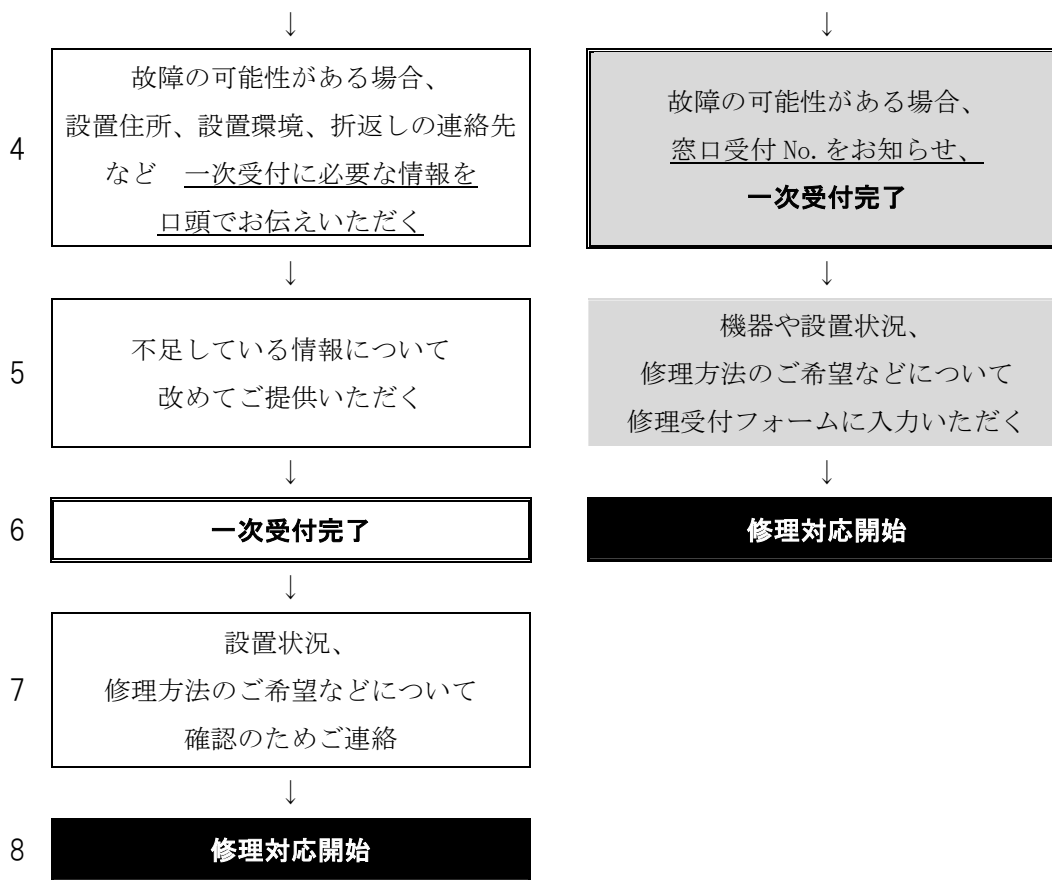 ↓
↓
4
故障の可能性がある場合、
設置住所、設置環境、折返しの連絡先
など　一次受付に必要な情報を
口頭でお伝えいただく
故障の可能性がある場合、
窓口受付 No. をお知らせ、
一次受付完了
↓
↓
5
不足している情報について
改めてご提供いただく
機器や設置状況、
修理方法のご希望などについて
修理受付フォームに入力いただく
↓
↓
6
一次受付完了
修理対応開始
↓
7
設置状況、
修理方法のご希望などについて
確認のためご連絡
↓
8
修理対応開始